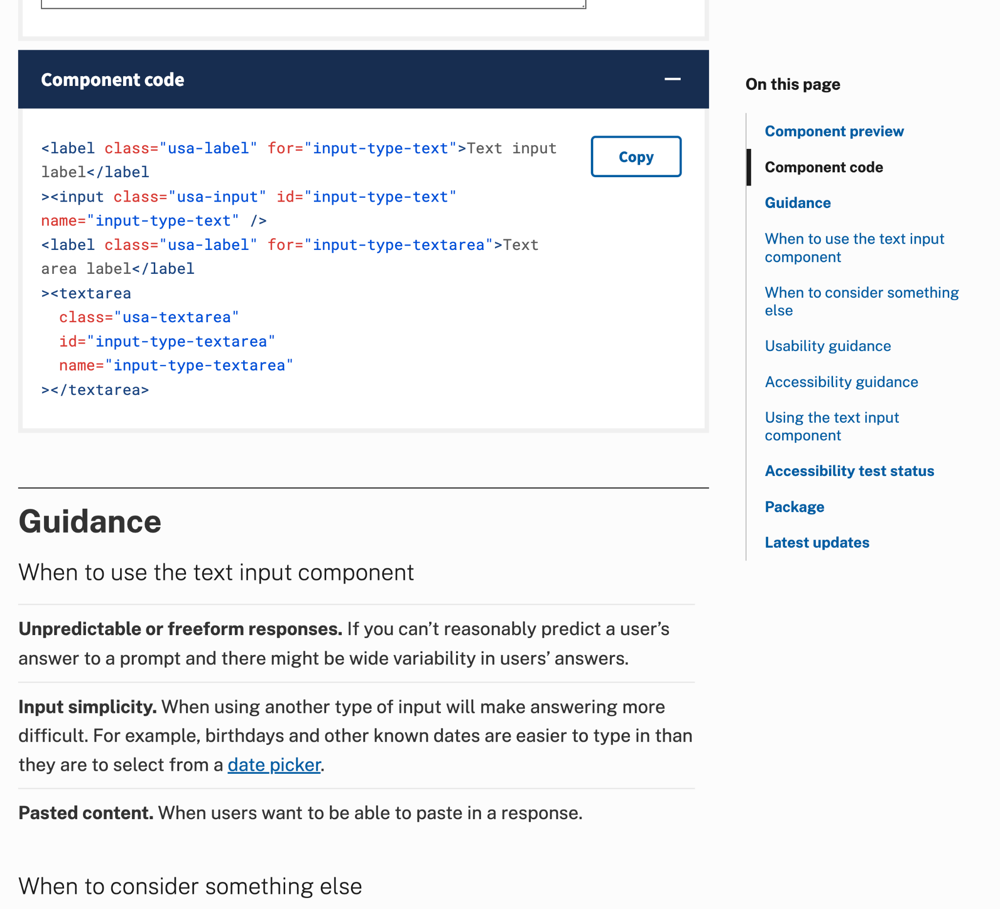 Component code
<label class="usa-label" for="input-type-text">Text input
label</label
><input class="usa-input" id="input-type-text"
name="input-type-text" />
<label class="usa-label" for="input-type-textarea">Text
area label</label
><textarea
  class="usa-textarea"
  id="input-type-textarea"
  name="input-type-textarea"
></textarea>
Copy
Guidance
When to use the text input component
Unpredictable or freeform responses. If you can’t reasonably predict a user’s
answer to a prompt and there might be wide variability in users’ answers.
Input simplicity. When using another type of input will make answering more
difficult. For example, birthdays and other known dates are easier to type in than
they are to select from a date picker.
Pasted content. When users want to be able to paste in a response.
When to consider something else
On this page
Component preview
Component code
Guidance
When to use the text input
component
When to consider something
else
Usability guidance
Accessibility guidance
Using the text input
component
Accessibility test status
Package
Latest updates